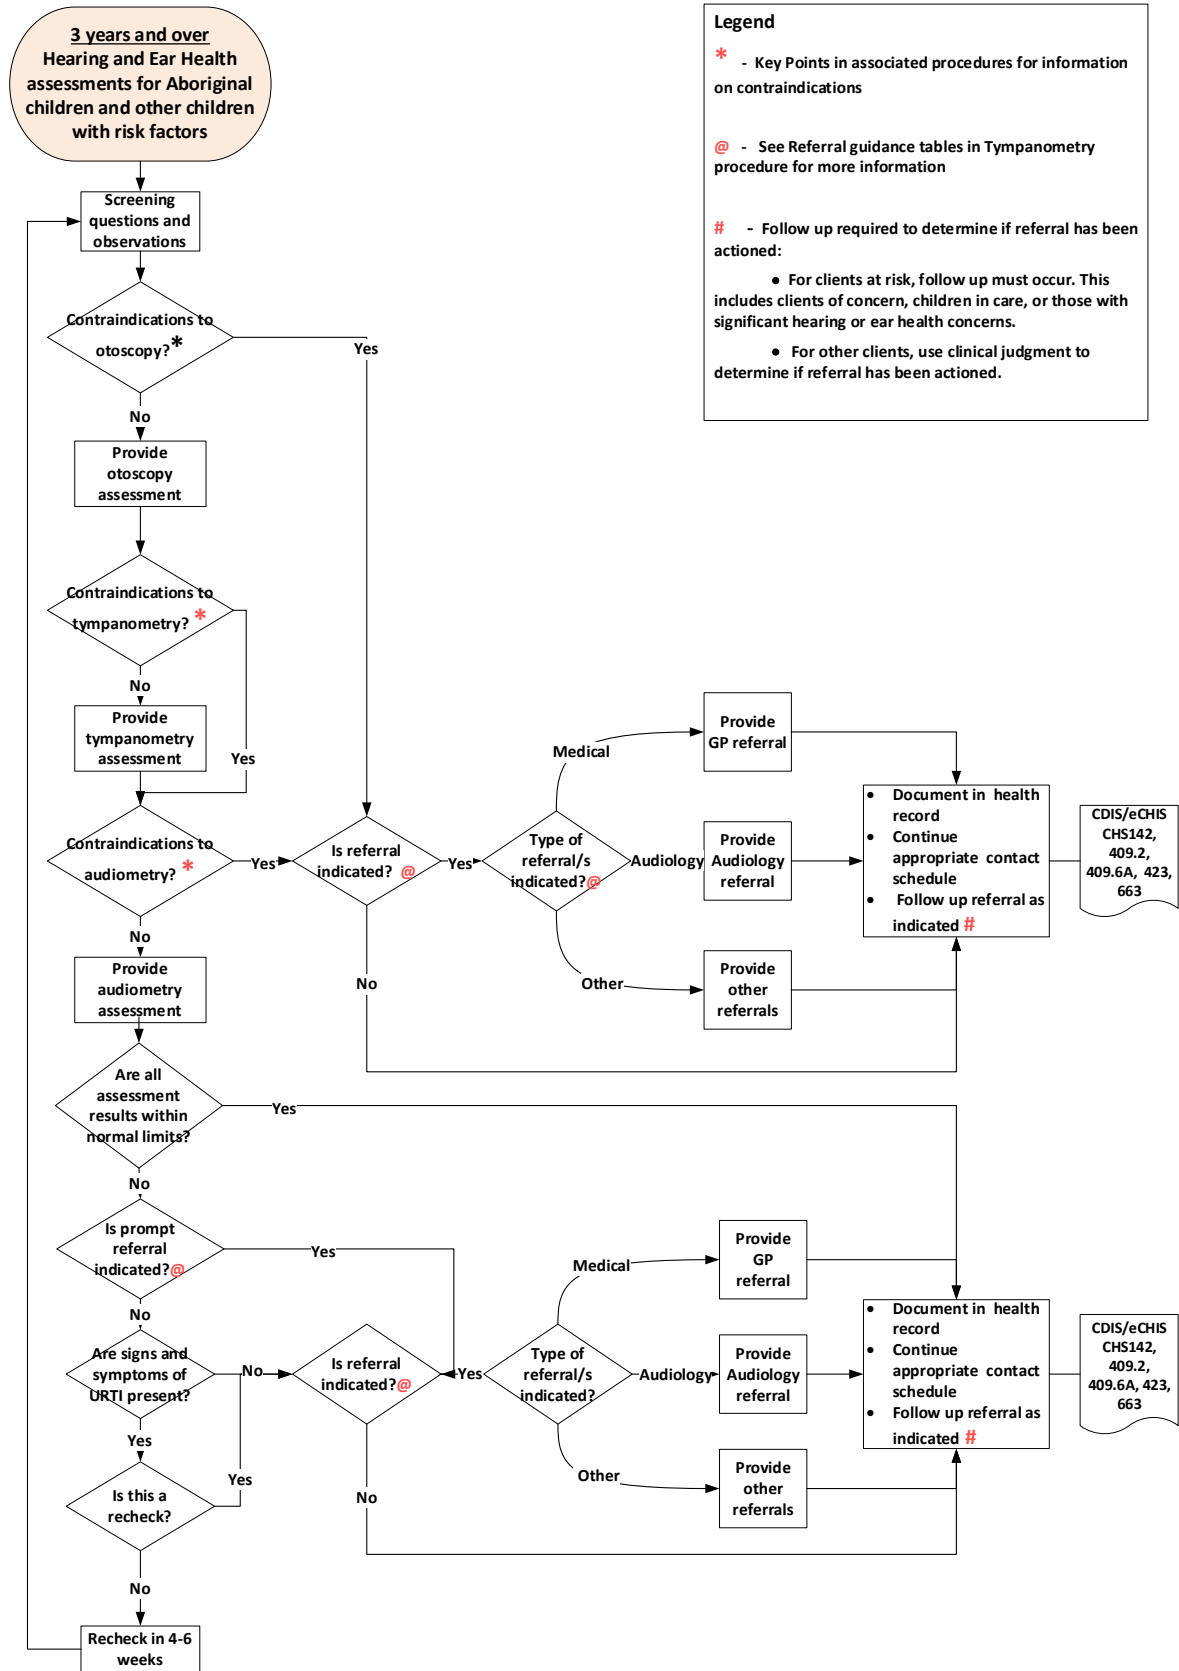 3 years and over
Hearing and Ear Health
assessments for Aboriginal
children and other children
with risk factors
Legend
* - Key Points in associated procedures for information
on contraindications
@ - See Referral guidance tables in Tympanometry
procedure for more information
# - Follow up required to determine if referral has been
actioned:
● For clients at risk, follow up must occur. This
includes clients of concern, children in care, or those with
significant hearing or ear health concerns.
● For other clients, use clinical judgment to
determine if referral has been actioned.
Screening
questions and
observations
Contraindications to
otoscopy?*
Yes
No
Provide
otoscopy
assessment
Contraindications to
tympanometry? *
No
Yes
Provide
tympanometry
assessment
Contraindications to
audiometry? *
Yes
No
Is referral
indicated? @
Yes
No
Type of
referral/s
indicated?@
Medical
Audiology
Other
Provide
GP referral
Provide
Audiology
referral
Provide
other
referrals
• Document in health
record
• Continue
appropriate contact
schedule
• Follow up referral as
indicated #
CDIS/eCHIS
CHS142,
409.2,
409.6A, 423,
663
Provide
audiometry
assessment
Are all
assessment
results within
normal limits?
Yes
No
Is prompt
referral
indicated?@
Yes
No
Are signs and
symptoms of
URTI present?
No
Yes
Is this a
recheck?
Yes
No
Recheck in 4-6
weeks
Is referral
indicated?@
Yes
No
Type of
referral/s
indicated?
Medical
Audiology
Other
Provide
GP
referral
Provide
Audiology
referral
Provide
other
referrals
• Document in health
record
• Continue
appropriate contact
schedule
• Follow up referral as
indicated #
CDIS/eCHIS
CHS142,
409.2,
409.6A, 423,
663